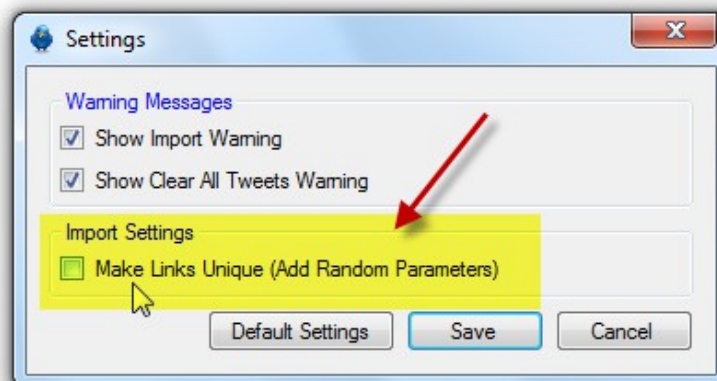 Settings
Warning Messages
Show Import Warning
Show Clear All Tweets Warning
Import Settings
Make Links Unique (Add Random Parameters)
Default Settings Save Cancel